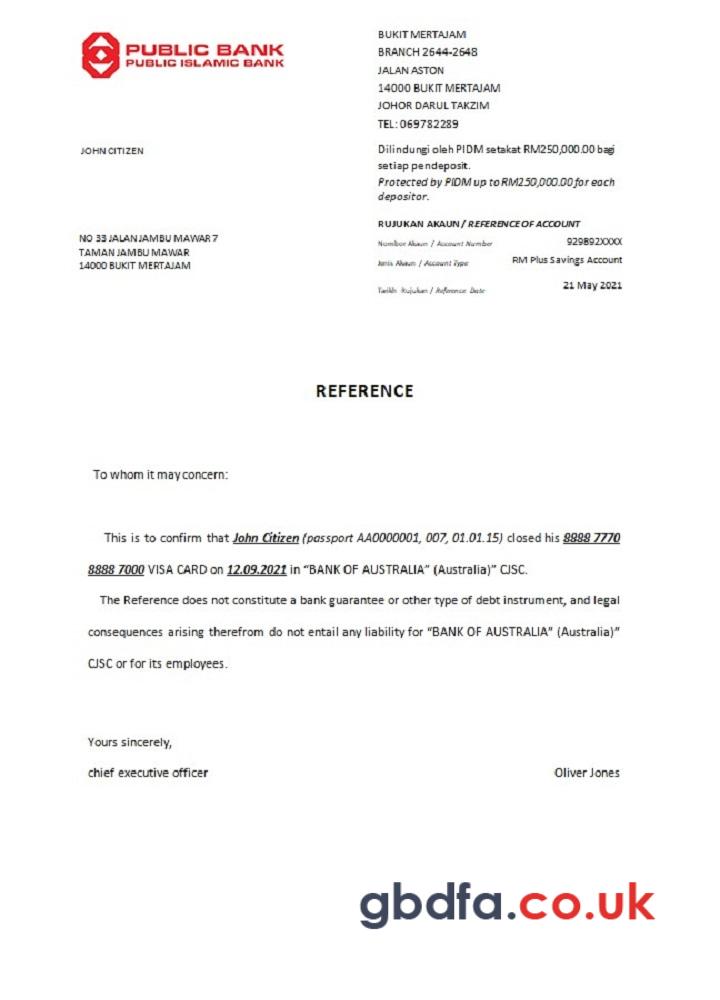 PUBLIC BANK
PUBLIC ISLAMIC BANK
BUKIT MERTAJAM
BRANCH 2644-2648
JALAN ASTON
14000 BUKIT MERTAJAM
JOHOR DARUL TAKZIM
TEL: 069782289
JOHN CITIZEN
Dilindungi oleh PIDM setakat RM250,000.00 bagi
setiap pendeposit.
Protected by PIDM up to RM250,000.00 for each
depositor.
NO 33 JALAN JAMBU MAWAR 7
TAMAN JAMBU MAWAR
14000 BUKIT MERTAJAM
RUJUKAN AKAUN / REFERENCE OF ACCOUNT
Nombor Akaun / Account Number 929892XXXX
Jenis Akaun / Account Type RM Plus Savings Account
Tarikh Rujukan / Reference Date 21 May 2021
REFERENCE
To whom it may concern:
This is to confirm that John Citizen (passport AA0000001, 007, 01.01.15) closed his 8888 7770
8888 7000 VISA CARD on 12.09.2021 in “BANK OF AUSTRALIA” (Australia)” CJSC.
The Reference does not constitute a bank guarantee or other type of debt instrument, and legal
consequences arising therefrom do not entail any liability for “BANK OF AUSTRALIA” (Australia)”
CJSC or for its employees.
Yours sincerely,
chief executive officer Oliver Jones
gbdfa.co.uk